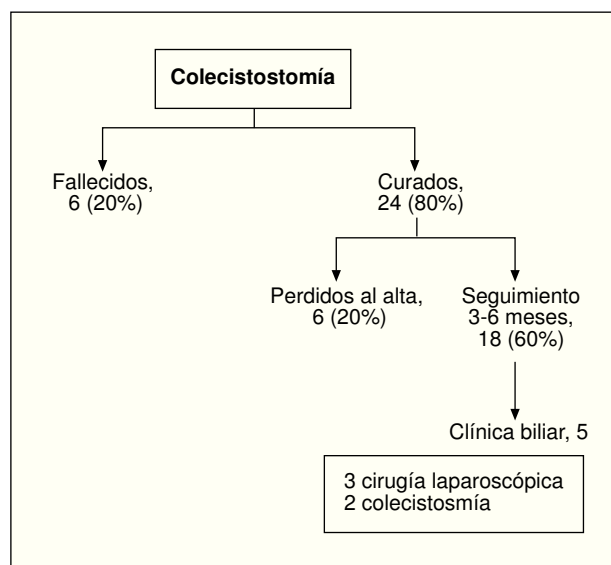 Colecistostomía
Fallecidos,
6 (20%)
Curados,
24 (80%)
Perdidos al alta,
6 (20%)
Seguimiento
3-6 meses,
18 (60%)
Clínica biliar, 5
3 cirugía laparoscópica
2 colecistosmía